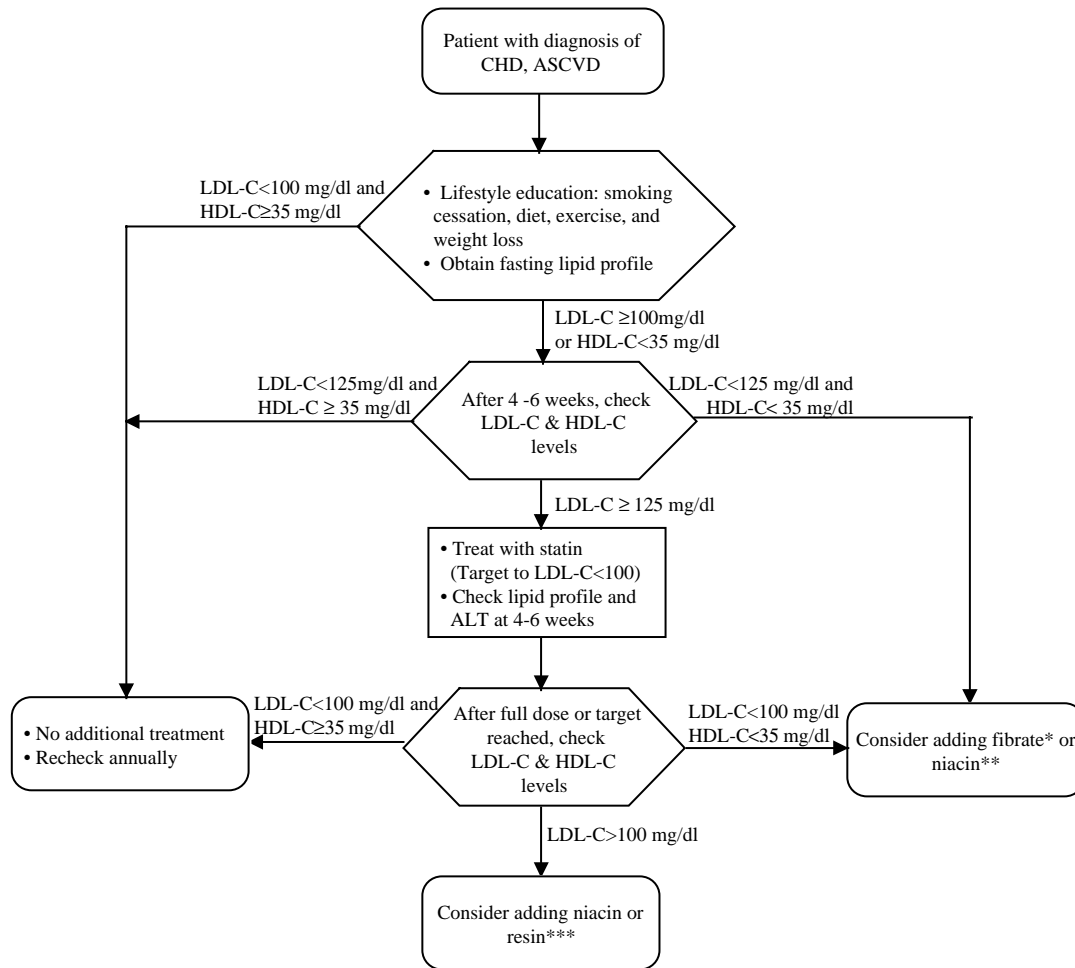 Patient with diagnosis of
CHD, ASCVD
LDL-C<100 mg/dl and
HDL-C≥35 mg/dl
• Lifestyle education: smoking
cessation, diet, exercise, and
weight loss
• Obtain fasting lipid profile
LDL-C ≥100mg/dl
or HDL-C<35 mg/dl
LDL-C<125mg/dl and
HDL-C ≥ 35 mg/dl
After 4 -6 weeks, check
LDL-C & HDL-C
levels
LDL-C<125 mg/dl and
HDL-C< 35 mg/dl
LDL-C ≥ 125 mg/dl
• Treat with statin
(Target to LDL-C<100)
• Check lipid profile and
ALT at 4-6 weeks
LDL-C<100 mg/dl and
HDL-C≥35 mg/dl
After full dose or target
reached, check
LDL-C & HDL-C
levels
LDL-C<100 mg/dl
HDL-C<35 mg/dl
• No additional treatment
• Recheck annually
Consider adding fibrate* or
niacin**
LDL-C>100 mg/dl
Consider adding niacin or
resin***